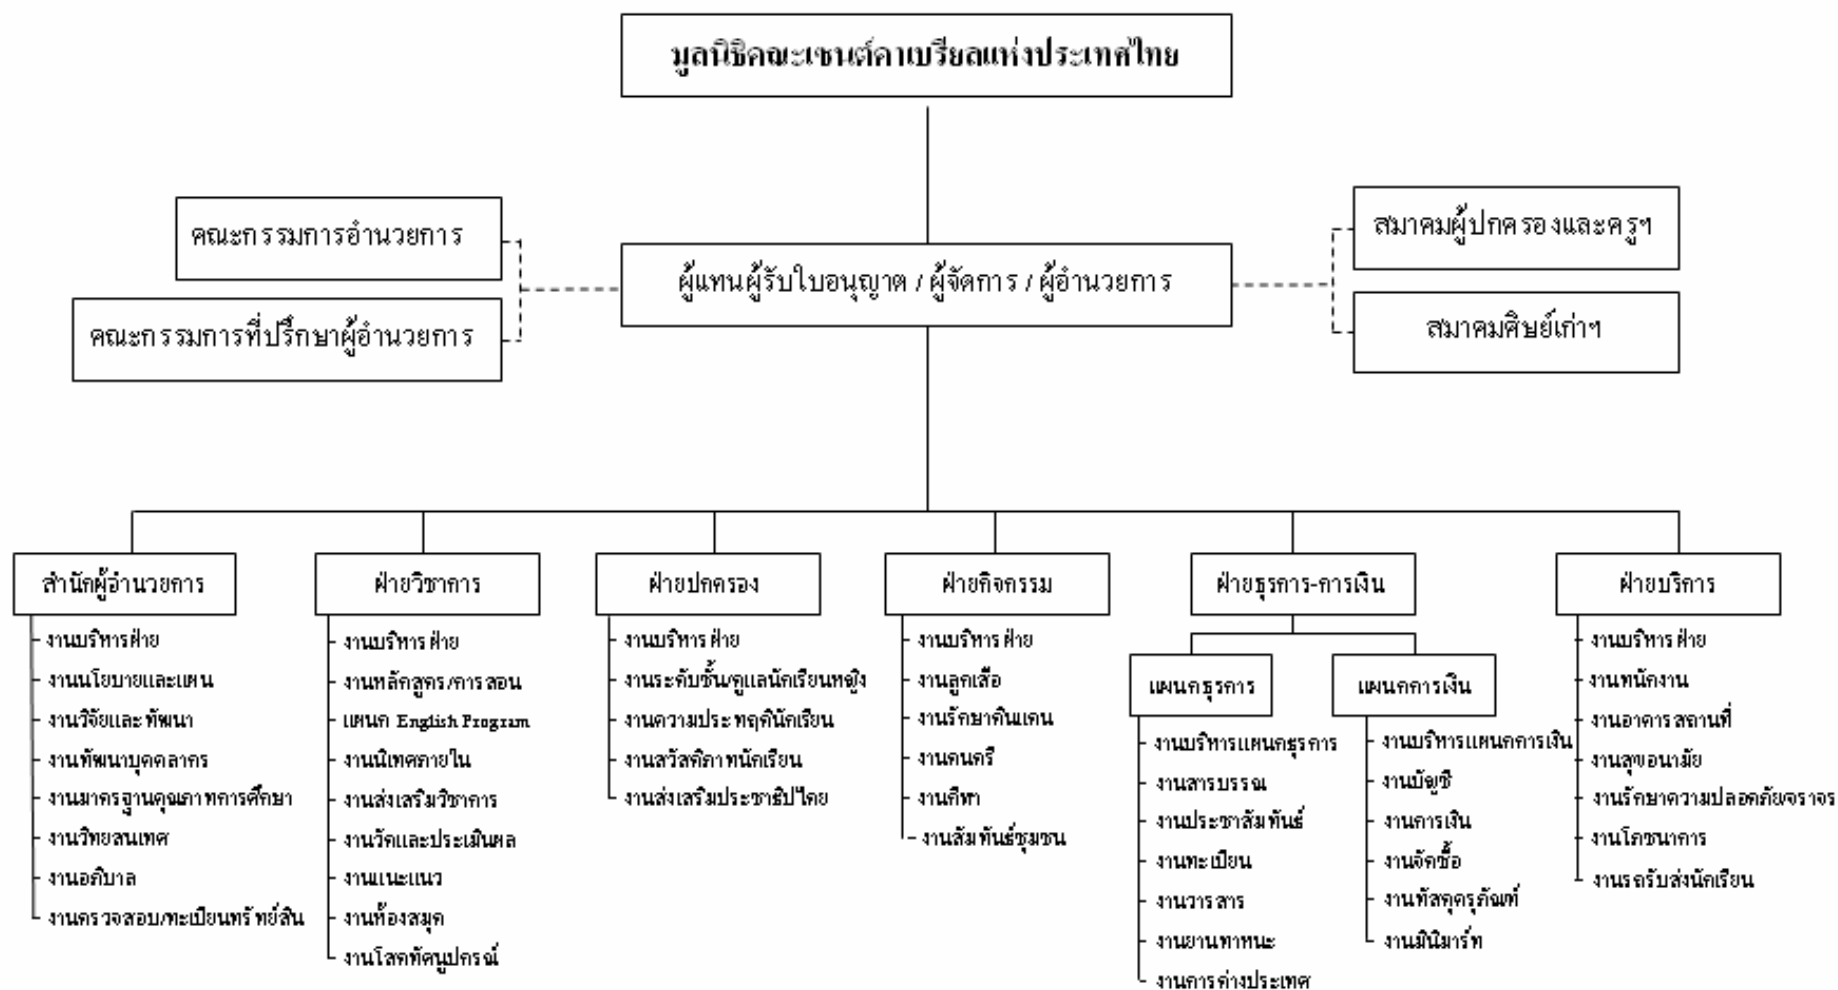 มูลนิธิคณะเซนต์คาเบรียลแห่งประเทศไทย
คณะกรรมการอำนวยการ
คณะกรรมการที่ปรึกษาผู้อำนวยการ
ผู้แทนผู้รับใบอนุญาต / ผู้จัดการ / ผู้อำนวยการ
สมาคมผู้ปกครองและครูฯ
สมาคมศิษย์เก่าฯ
สำนักผู้อำนวยการ
- งานบริหารฝ่าย
- งานนโยบายและแผน
- งานวิจัยและพัฒนา
- งานพัฒนาบุคคลากร
- งานมาตรฐานคุณภาพการศึกษา
- งานวิทยสนเทศ
- งานอภิบาล
- งานตรวจสอบ/ทะเบียนทรัพย์สิน
ฝ่ายวิชาการ
- งานบริหารฝ่าย
- งานหลักสูตร/การสอน
- แผนก English Program
- งานนิเทศภายใน
- งานส่งเสริมวิชาการ
- งานวัดและประเมินผล
- งานแนะแนว
- งานห้องสมุด
- งานโสตทัศนูปกรณ์
ฝ่ายปกครอง
- งานบริหารฝ่าย
- งานระดับชั้น/ดูแลนักเรียนหญิง
- งานความประพฤตินักเรียน
- งานสวัสดิภาพนักเรียน
- งานส่งเสริมประชาธิปไตย
ฝ่ายกิจกรรม
- งานบริหารฝ่าย
- งานลูกเสือ
- งานรักษาดินแดน
- งานดนตรี
- งานกีฬา
- งานสัมพันธ์ชุมชน
ฝ่ายธุรการ-การเงิน
แผนกธุรการ
- งานบริหารแผนกธุรการ
- งานสารบรรณ
- งานประชาสัมพันธ์
- งานทะเบียน
- งานวารสาร
- งานยานพาหนะ
- งานการต่างประเทศ
แผนกการเงิน
- งานบริหารแผนกการเงิน
- งานบัญชี
- งานการเงิน
- งานจัดซื้อ
- งานพัสดุครุภัณฑ์
- งานมินิมาร์ท
ฝ่ายบริการ
- งานบริหารฝ่าย
- งานพนักงาน
- งานอาคารสถานที่
- งานสุขอนามัย
- งานรักษาความปลอดภัย/จราจร
- งานโภชนาการ
- งานรถรับส่งนักเรียน